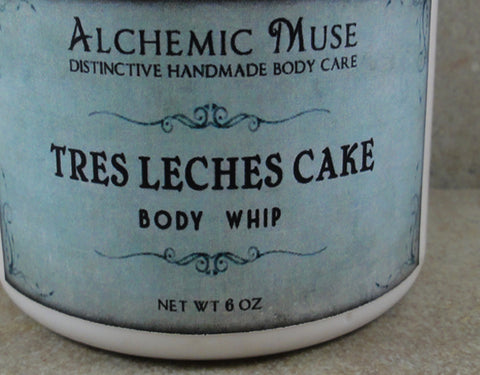 ALCHEMIC MUSE
DISTINCTIVE HANDMADE BODY CARE
TRES LECHES CAKE
BODY WHIP
NET WT 6 OZ